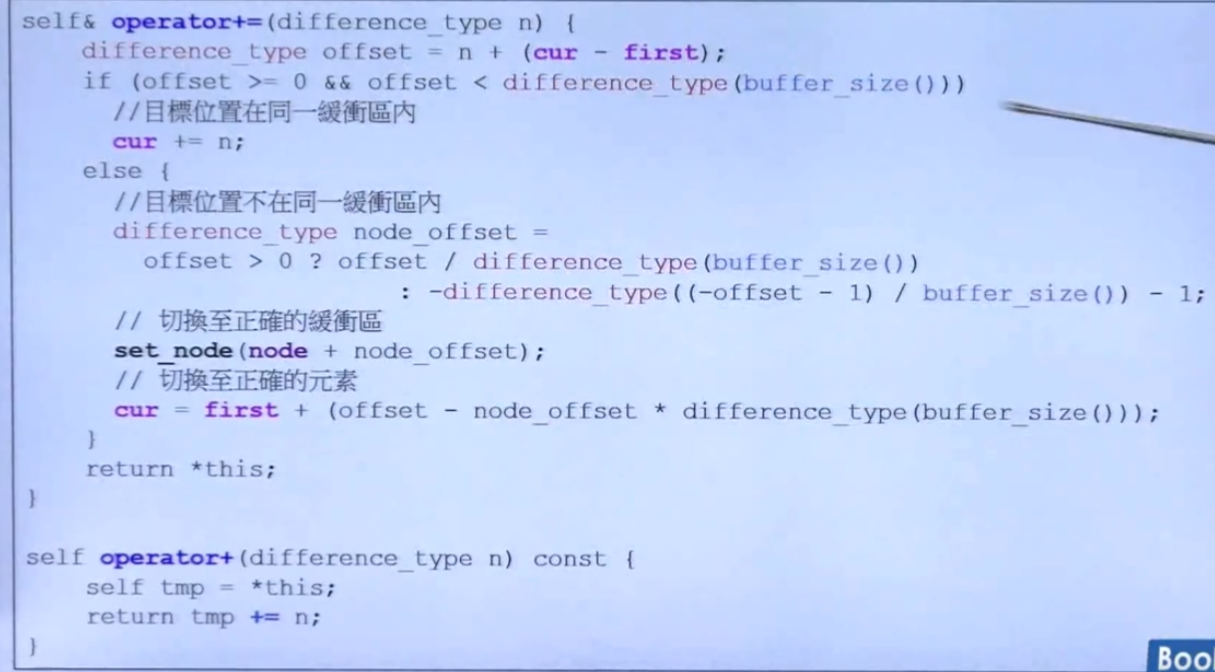 self& operator+=(difference_type n) {
difference_type offset = n + (cur - first);
if (offset >= 0 && offset < difference_type(buffer_size()))
//目標位置在同一緩衝區內
cur += n;
else {
//目標位置不在同一緩衝區內
difference_type node_offset =
offset > 0 ? offset / difference_type(buffer_size())
: -difference_type((-offset - 1) / buffer_size()) - 1;
// 切換至正確的緩衝區
set_node(node + node_offset);
// 切換至正確的元素
cur = first + (offset - node_offset * difference_type(buffer_size()));
}
return *this;
}
self operator+(difference_type n) const {
self tmp = *this;
return tmp += n;
}